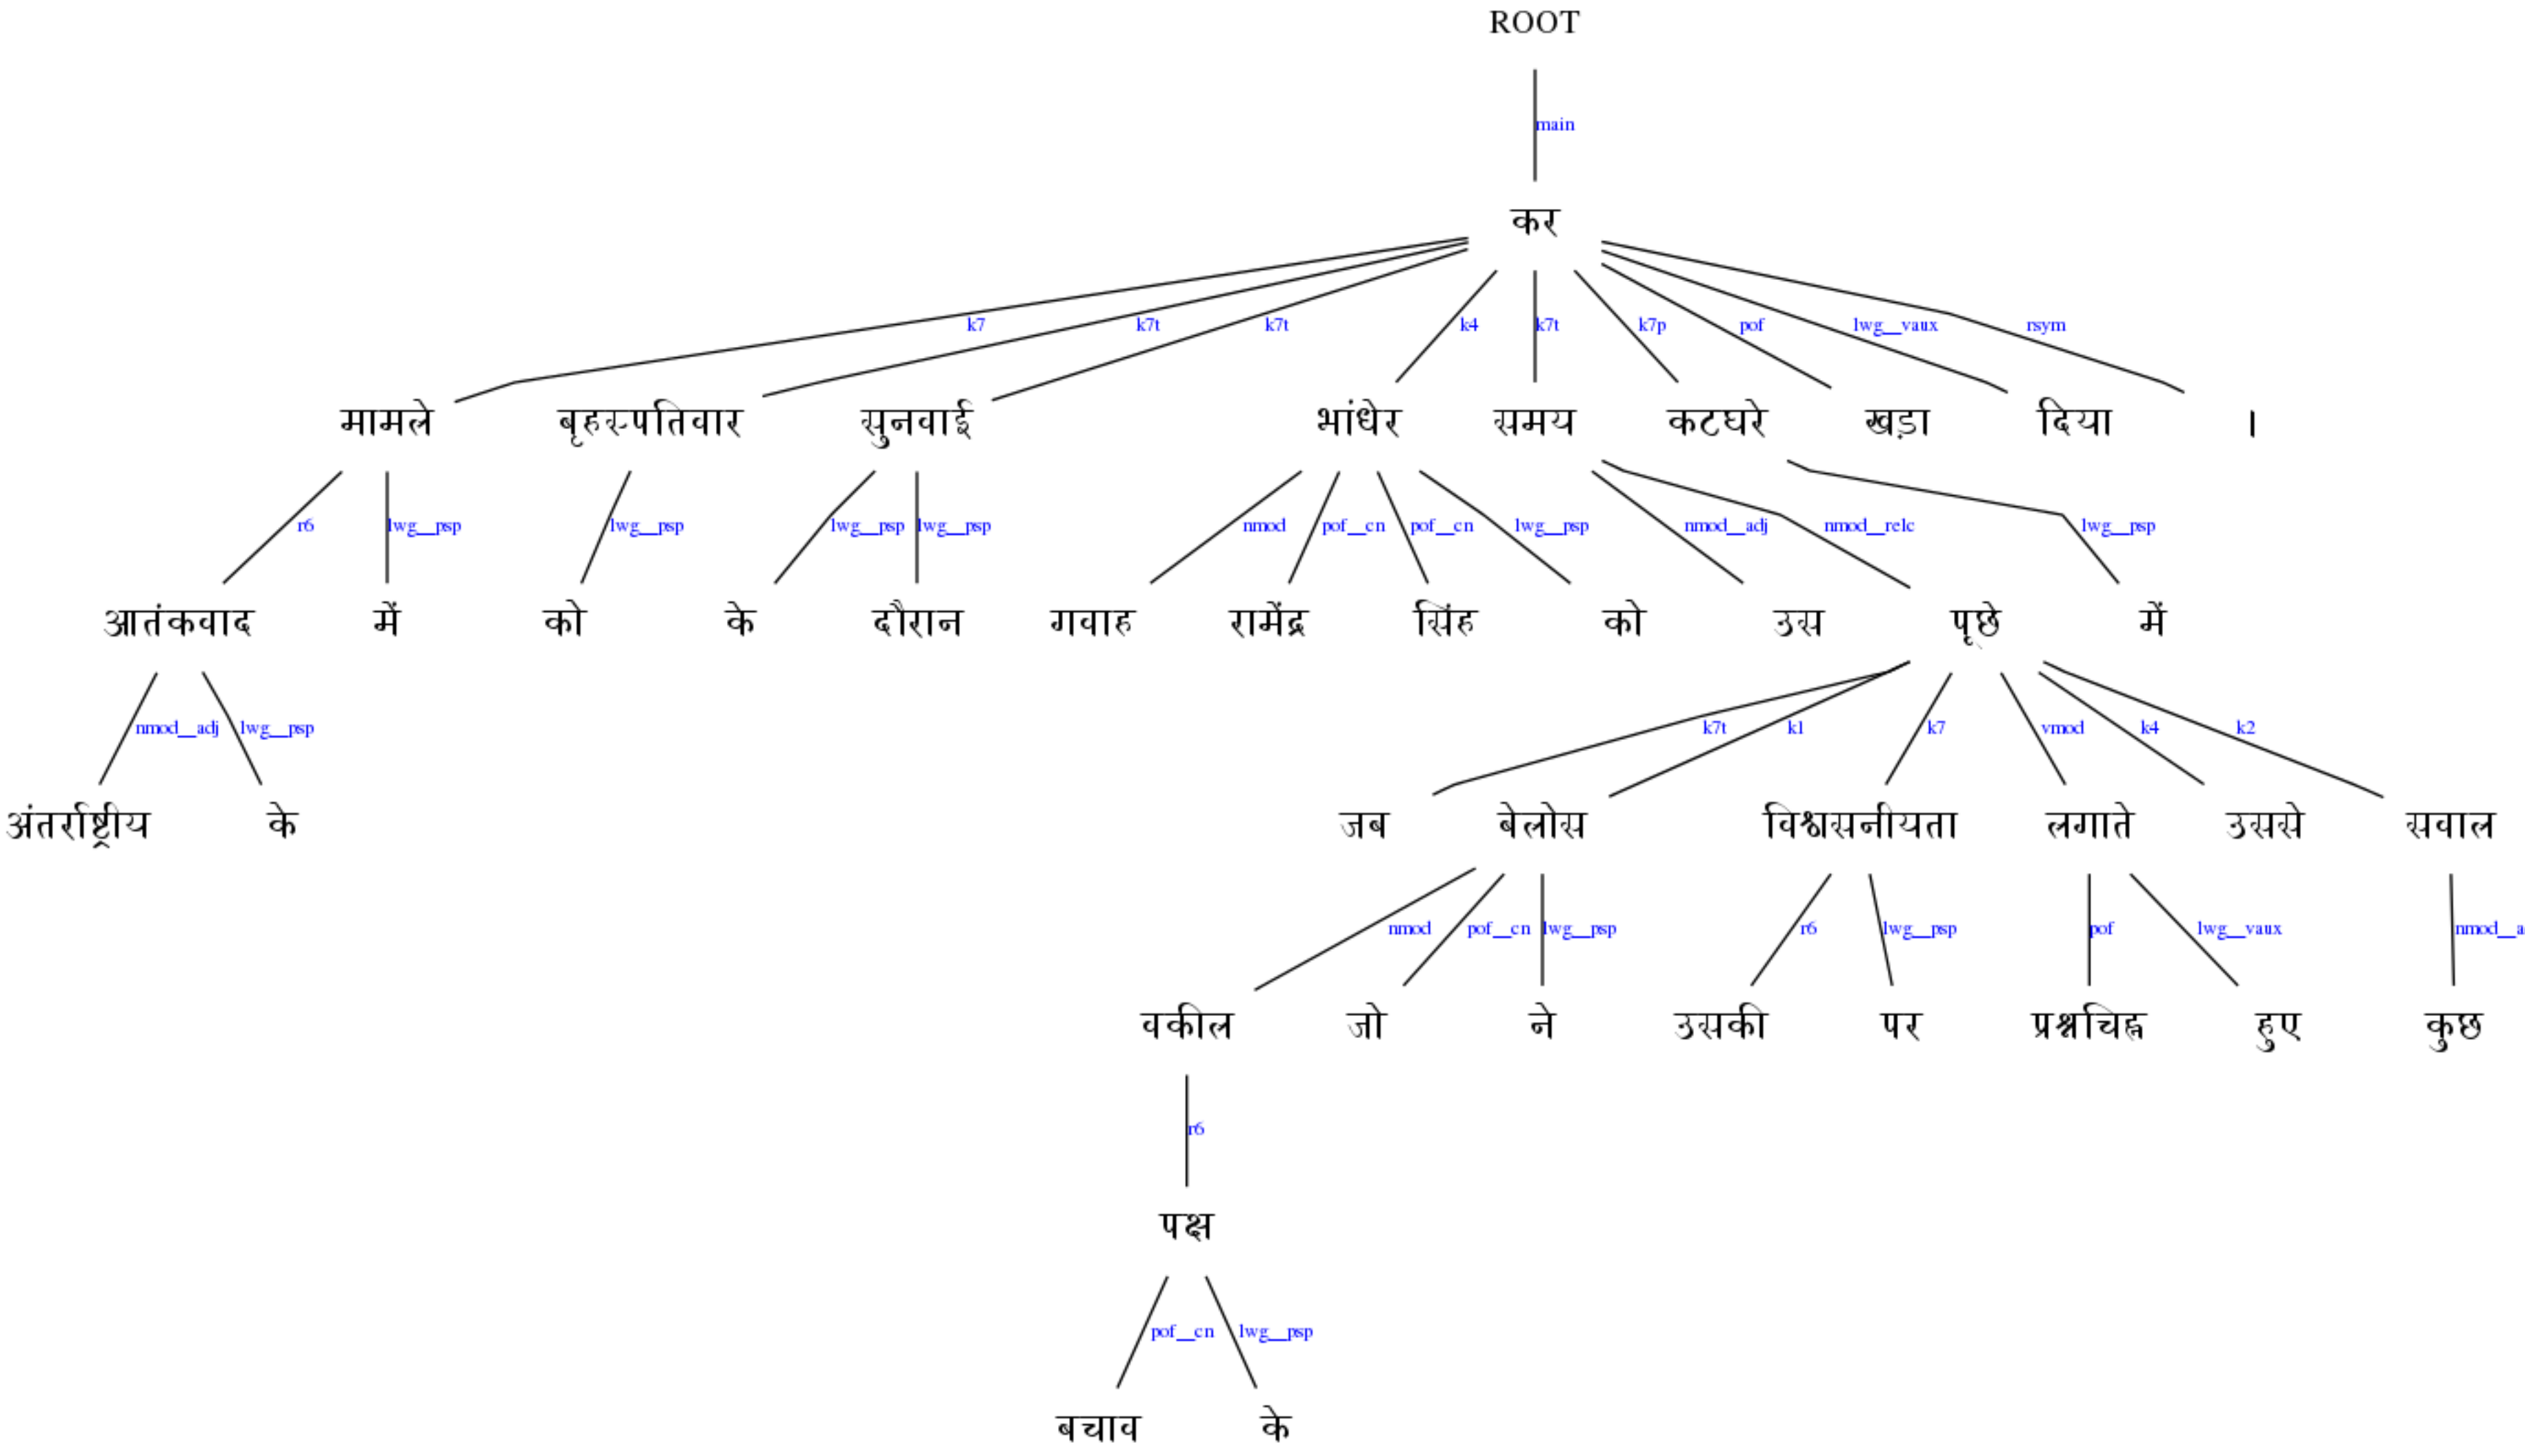 ROOT
main
कर
k7 k7t k7t k4 k7t k7p pof lwg__vaux rsym
मामले बृहस्पतिवार सुनवाई भांधेर समय कटघरे खड़ा दिया ।
r6 lwg__psp lwg__psp lwg__psp lwg__psp nmod pof__cn pof__cn lwg__psp nmod__adj nmod__relc lwg__psp
आतंकवाद में को के दौरान गवाह रामेंद्र सिंह को उस पूछे में
nmod__adj lwg__psp k7t k1 k7 vmod k4 k2
अंतर्राष्ट्रीय के जब बेलोस विश्वसनीयता लगाते उससे सवाल
nmod pof__cn lwg__psp r6 lwg__psp pof lwg__vaux nmod__a
वकील जो ने उसकी पर प्रश्नचिह्न हुए कुछ
r6
पक्ष
pof__cn lwg__psp
बचाव के